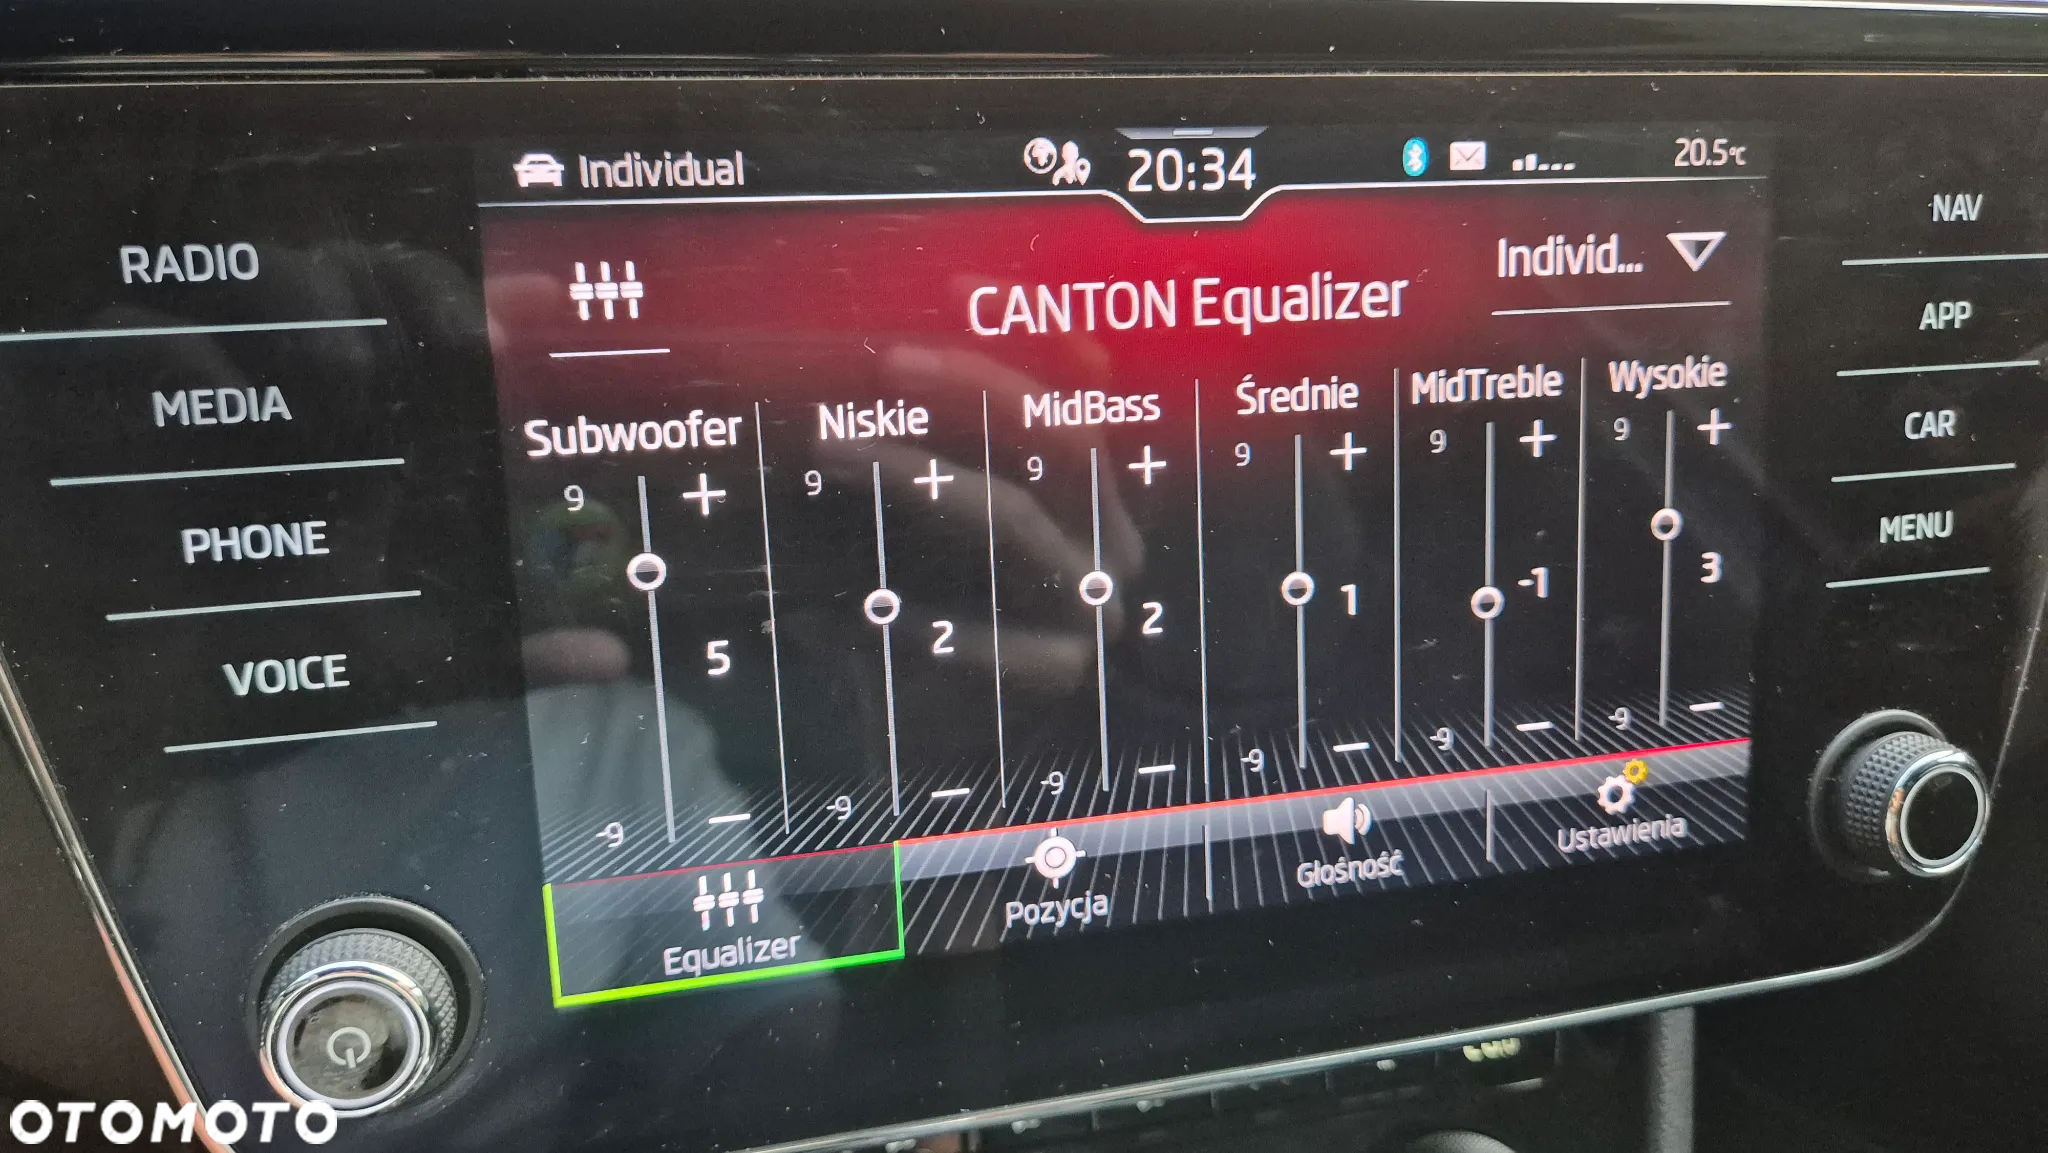 Individual
20:34
20.5°C
RADIO
MEDIA
PHONE
VOICE
NAV
APP
CAR
MENU
CANTON Equalizer
Individ...
Subwoofer
Niskie
MidBass
Średnie
MidTreble
Wysokie
9 +
9 +
9 +
9 +
9 +
9 +
5
2
2
1
-1
3
-9 —
-9 —
-9 —
-9 —
-9 —
-9 —
Equalizer
Pozycja
Głośność
Ustawienia
OTOMOTO